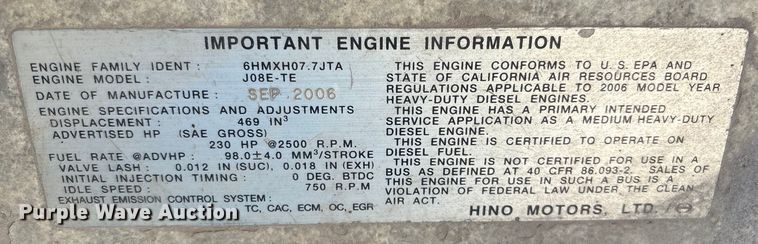 IMPORTANT ENGINE INFORMATION
ENGINE FAMILY IDENT: 6HMXH07.7JTA
ENGINE MODEL: J08E-TE
DATE OF MANUFACTURE: SEP.2006
ENGINE SPECIFICATIONS AND ADJUSTMENTS
DISPLACEMENT: 469 IN³
ADVERTISED HP (SAE GROSS)
230 HP @2500 R.P.M.
FUEL RATE @ADVHP: 98.0±4.0 MM³/STROKE
VALVE LASH: 0.012 IN (SUC), 0.018 IN (EXH)
INITIAL INJECTION TIMING: 0 DEG. BTDC
IDLE SPEED: 750 R.P.M
EXHAUST EMISSION CONTROL SYSTEM:
TC, CAC, ECM, OC, EGR
THIS ENGINE CONFORMS TO U.S. EPA AND
STATE OF CALIFORNIA AIR RESOURCES BOARD
REGULATIONS APPLICABLE TO 2006 MODEL YEAR
HEAVY-DUTY DIESEL ENGINES.
THIS ENGINE HAS A PRIMARY INTENDED
SERVICE APPLICATION AS A MEDIUM HEAVY-DUTY
DIESEL ENGINE.
THIS ENGINE IS CERTIFIED TO OPERATE ON
DIESEL FUEL.
THIS ENGINE IS NOT CERTIFIED FOR USE IN A
BUS AS DEFINED AT 40 CFR 86.093-2. SALES OF
THIS ENGINE FOR USE IN SUCH A BUS IS A
VIOLATION OF FEDERAL LAW UNDER THE CLEAN
AIR ACT.
HINO MOTORS, LTD.
Purple Wave Auction